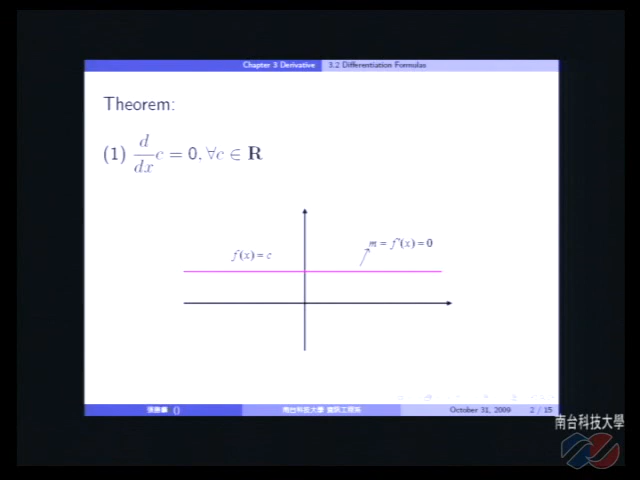 Chapter 3 Derivative 3.2 Differentiation Formulas
Theorem:
(1) d/dx c = 0, ∀c ∈ R
f(x) = c
m = f'(x) = 0
October 31, 2009 2 / 15
南台科技大學